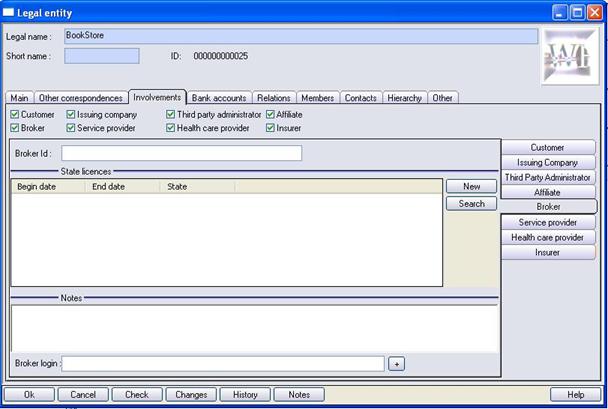 Legal entity
Legal name : BookStore
Short name : ID: 000000000025
Main Other correspondences Involvements Bank accounts Relations Members Contacts Hierarchy Other
Customer Issuing company Third party administrator Affiliate
Broker Service provider Health care provider Insurer
Broker Id :
State licences
Begin date End date State
New
Search
Notes
Broker login : +
Customer
Issuing Company
Third Party Administrator
Affiliate
Broker
Service provider
Health care provider
Insurer
Ok Cancel Check Changes History Notes Help